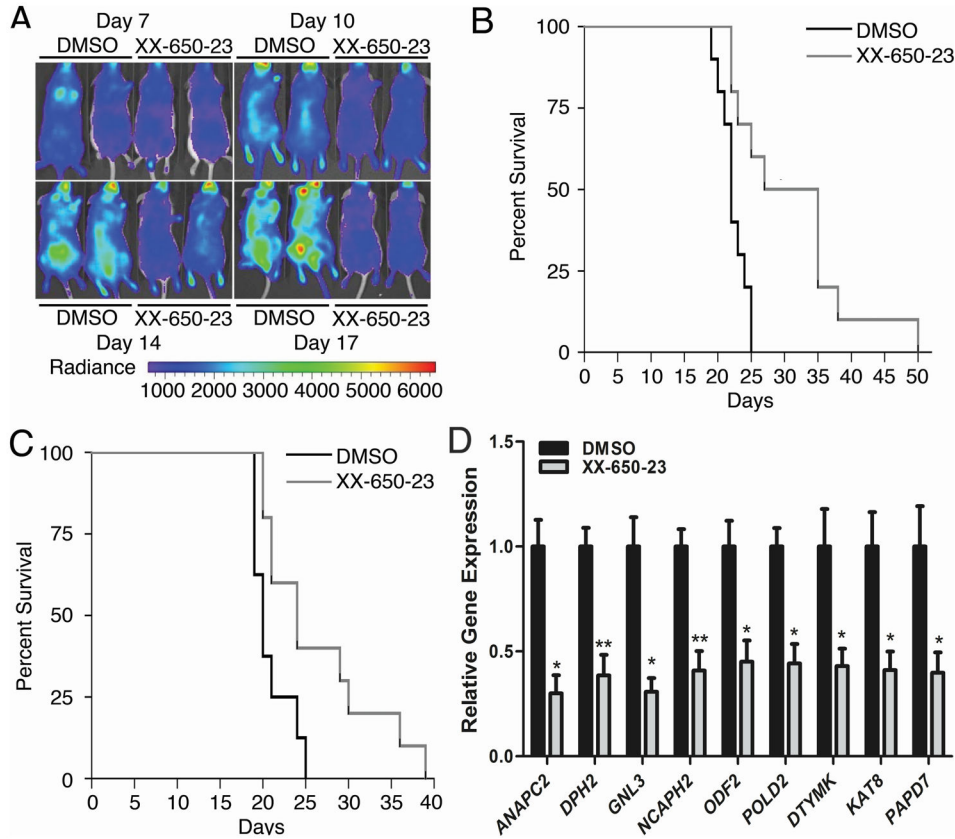 A
Day 7 Day 10
DMSO XX-650-23 DMSO XX-650-23
DMSO XX-650-23 DMSO XX-650-23
Day 14 Day 17
Radiance
1000 2000 3000 4000 5000 6000
B
DMSO
XX-650-23
Percent Survival
100
75
50
25
0
0 5 10 15 20 25 30 35 40 45 50
Days
C
DMSO
XX-650-23
Percent Survival
100
75
50
25
0
0 5 10 15 20 25 30 35 40
Days
D
DMSO
XX-650-23
Relative Gene Expression
1.5
1.0
0.5
0.0
* ** * ** * * * * *
ANAPC2 DPH2 GNL3 NCAPH2 ODF2 POLD2 DTYMK KAT8 PAPD7